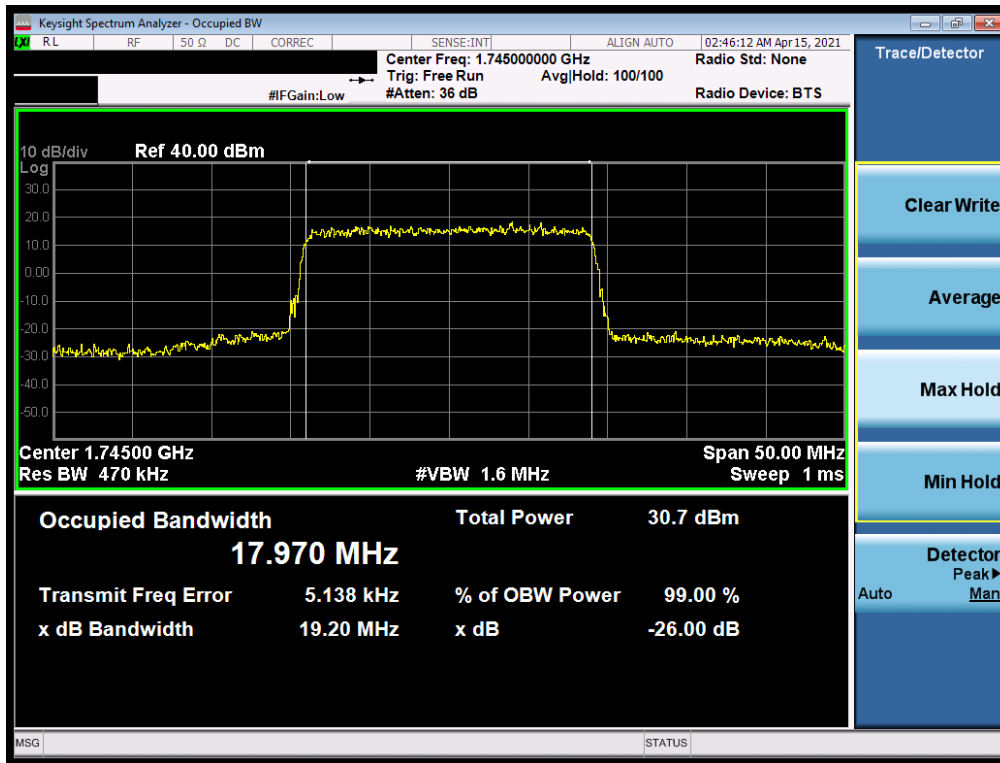 Keysight Spectrum Analyzer - Occupied BW
LXI RL RF 50 Ω DC CORREC SENSE:INT ALIGN AUTO 02:46:12 AM Apr 15, 2021
Center Freq: 1.745000000 GHz Radio Std: None
Trig: Free Run Avg|Hold: 100/100
#IFGain:Low #Atten: 36 dB Radio Device: BTS
10 dB/div Ref 40.00 dBm
Log
30.0
20.0
10.0
0.00
-10.0
-20.0
-30.0
-40.0
-50.0
Center 1.74500 GHz Span 50.00 MHz
Res BW 470 kHz #VBW 1.6 MHz Sweep 1 ms
Occupied Bandwidth Total Power 30.7 dBm
17.970 MHz
Transmit Freq Error 5.138 kHz % of OBW Power 99.00 %
x dB Bandwidth 19.20 MHz x dB -26.00 dB
MSG STATUS
Trace/Detector
Clear Write
Average
Max Hold
Min Hold
Detector
Peak▶
Auto Man